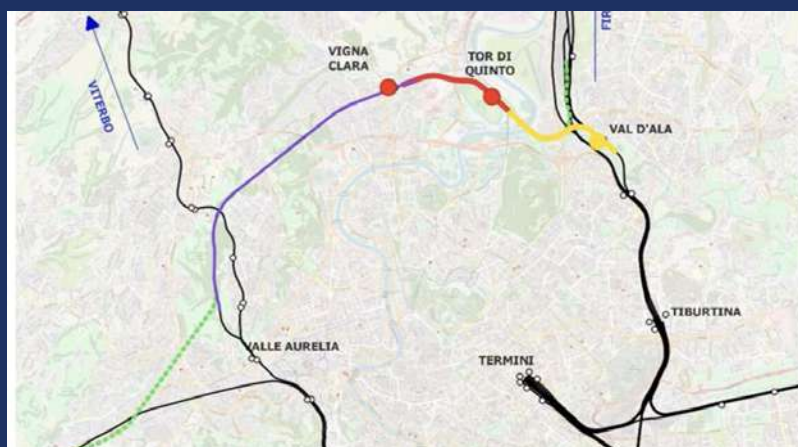 VIGNA
CLARA
TOR DI
QUINTO
VITERBO
FIR
VAL D'ALA
TIBURTINA
VALLE AURELIA
TERMINI